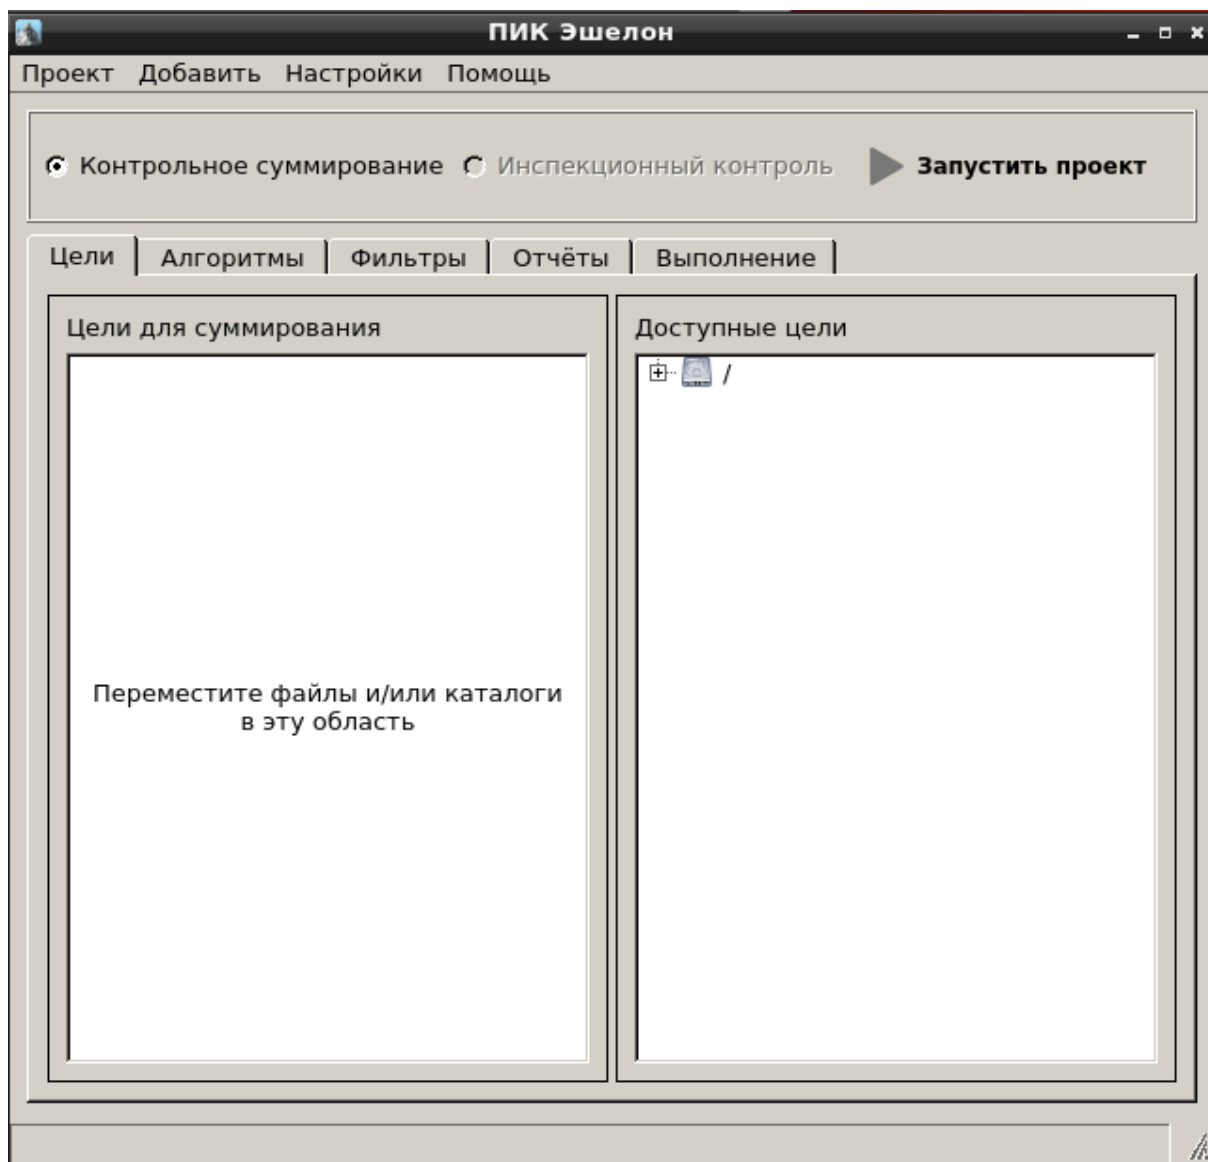 ПИК Эшелон
Проект Добавить Настройки Помощь
Контрольное суммирование Инспекционный контроль Запустить проект
Цели Алгоритмы Фильтры Отчёты Выполнение
Цели для суммирования
Переместите файлы и/или каталоги
в эту область
Доступные цели
/